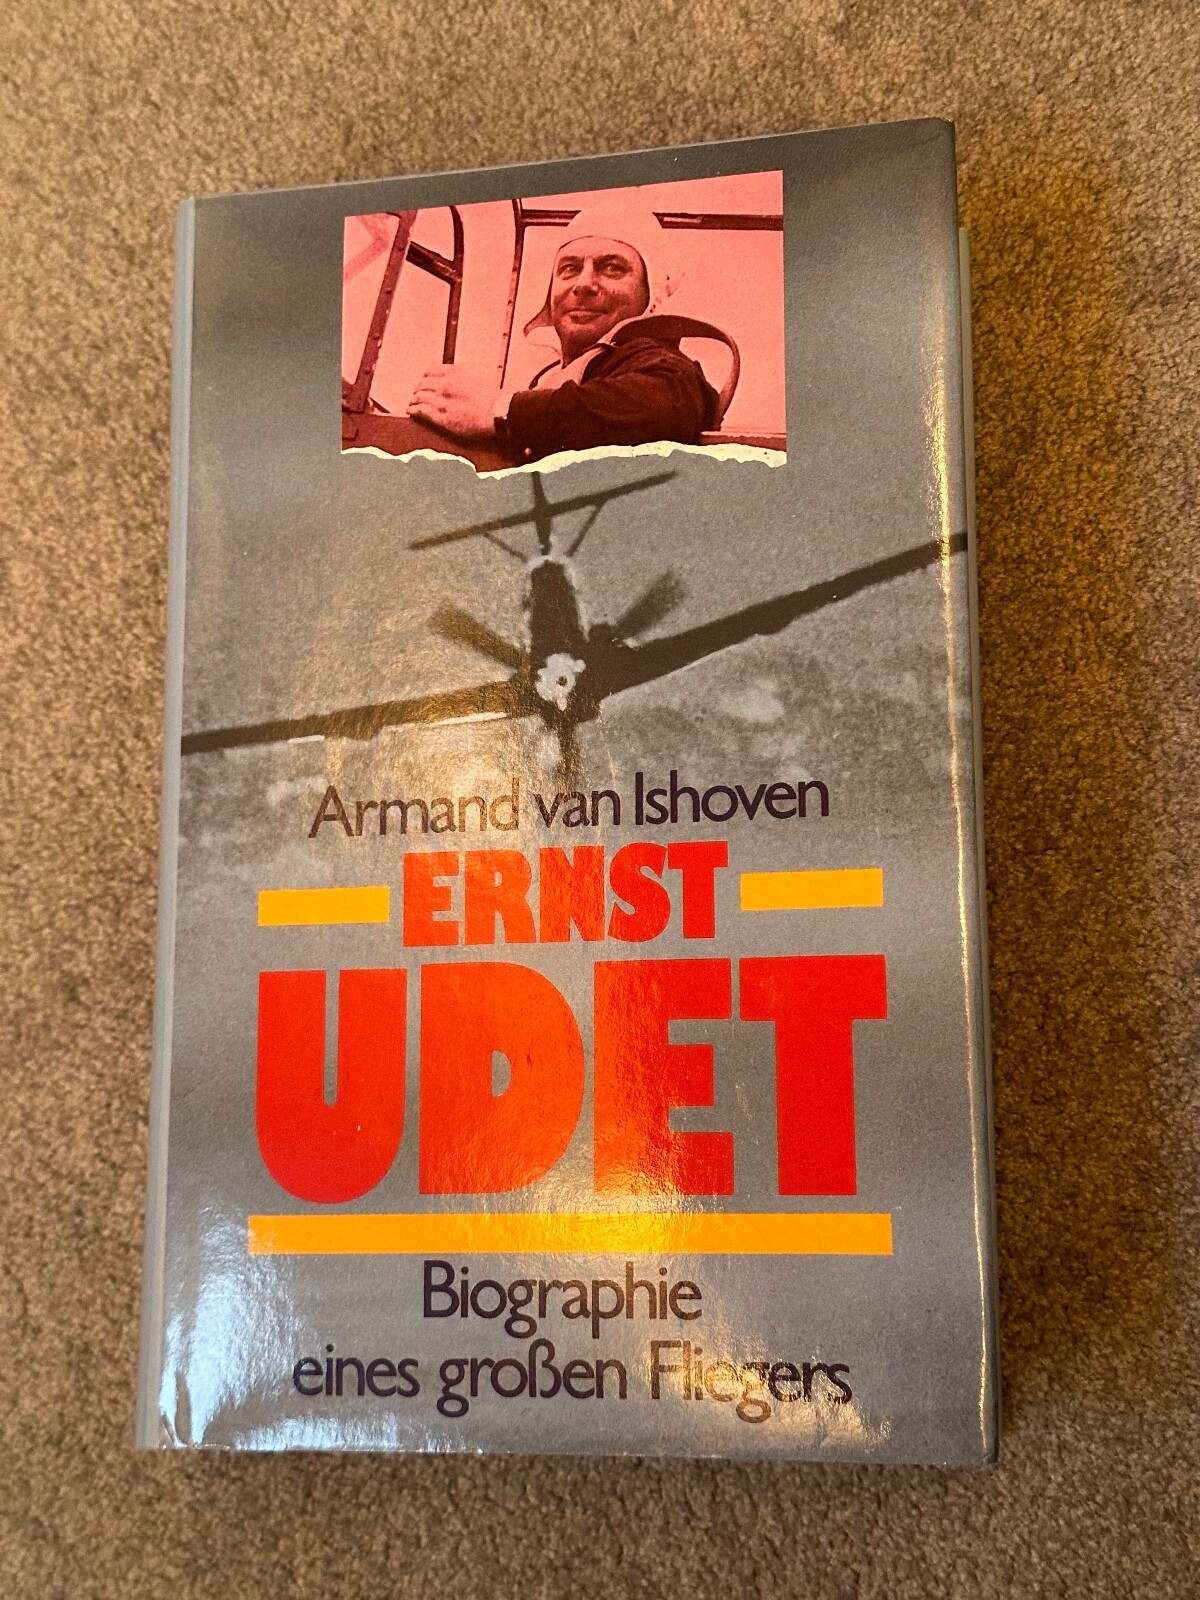 Armand van Ishoven
ERNST
UDET
Biographie
eines großen Fliegers